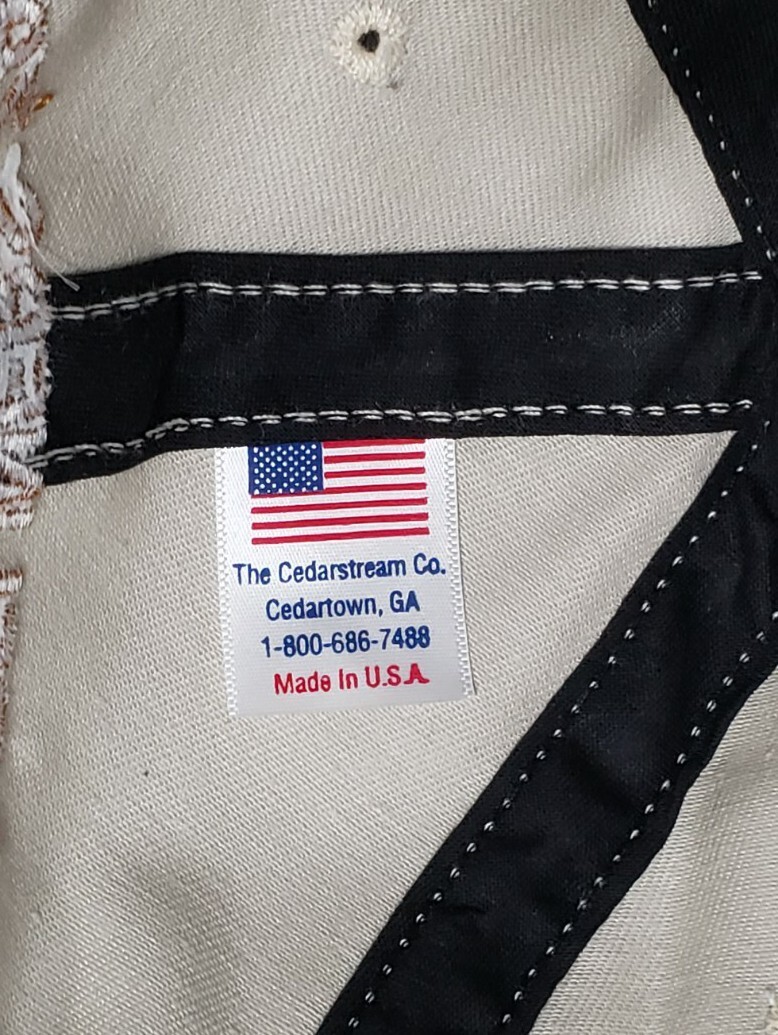 The Cedarstream Co.
Cedartown, GA
1-800-686-7488
Made In U.S.A.